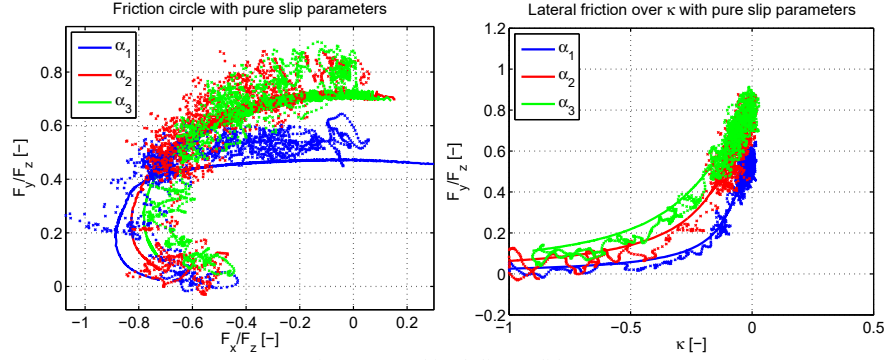 Friction circle with pure slip parameters
α1
α2
α3
Fy/Fz [−]
0.8
0.6
0.4
0.2
0
−1 −0.8 −0.6 −0.4 −0.2 0 0.2
Fx/Fz [−]
Lateral friction over κ with pure slip parameters
α1
α2
α3
Fy/Fz [−]
1.2
1
0.8
0.6
0.4
0.2
0
−0.2
−1 −0.5 0 0.5
κ [−]